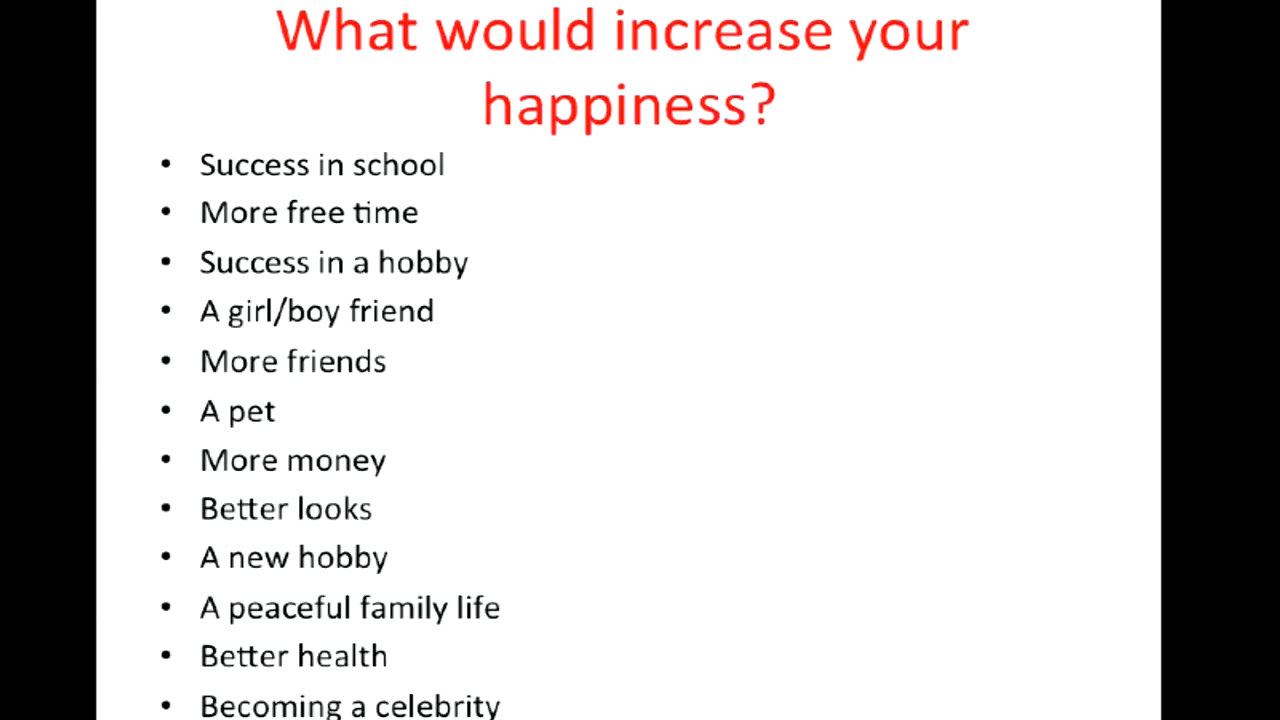 What would increase your
happiness?
• Success in school
• More free time
• Success in a hobby
• A girl/boy friend
• More friends
• A pet
• More money
• Better looks
• A new hobby
• A peaceful family life
• Better health
• Becoming a celebrity